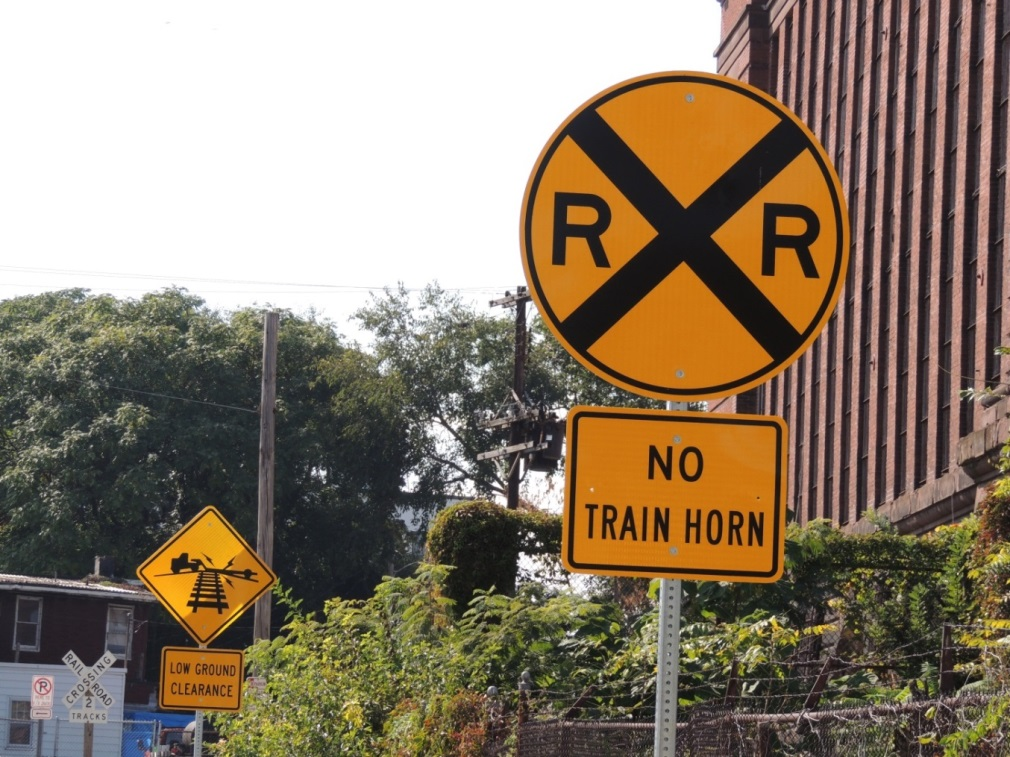 R R
NO
TRAIN HORN
LOW GROUND
CLEARANCE
RAILROAD
CROSSING
2
TRACKS
P